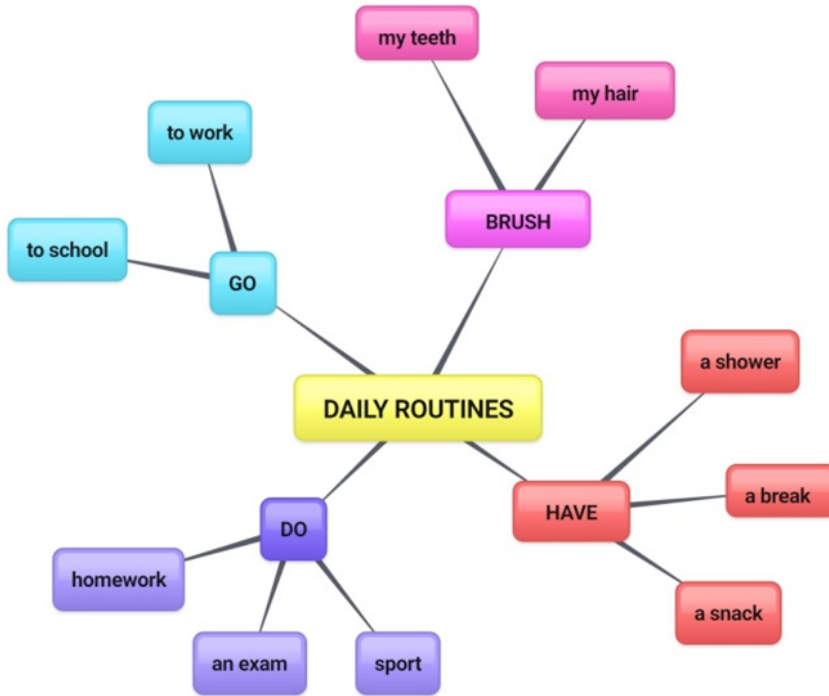 my teeth
my hair
to work
BRUSH
to school
GO
a shower
DAILY ROUTINES
a break
HAVE
DO
homework
a snack
an exam
sport